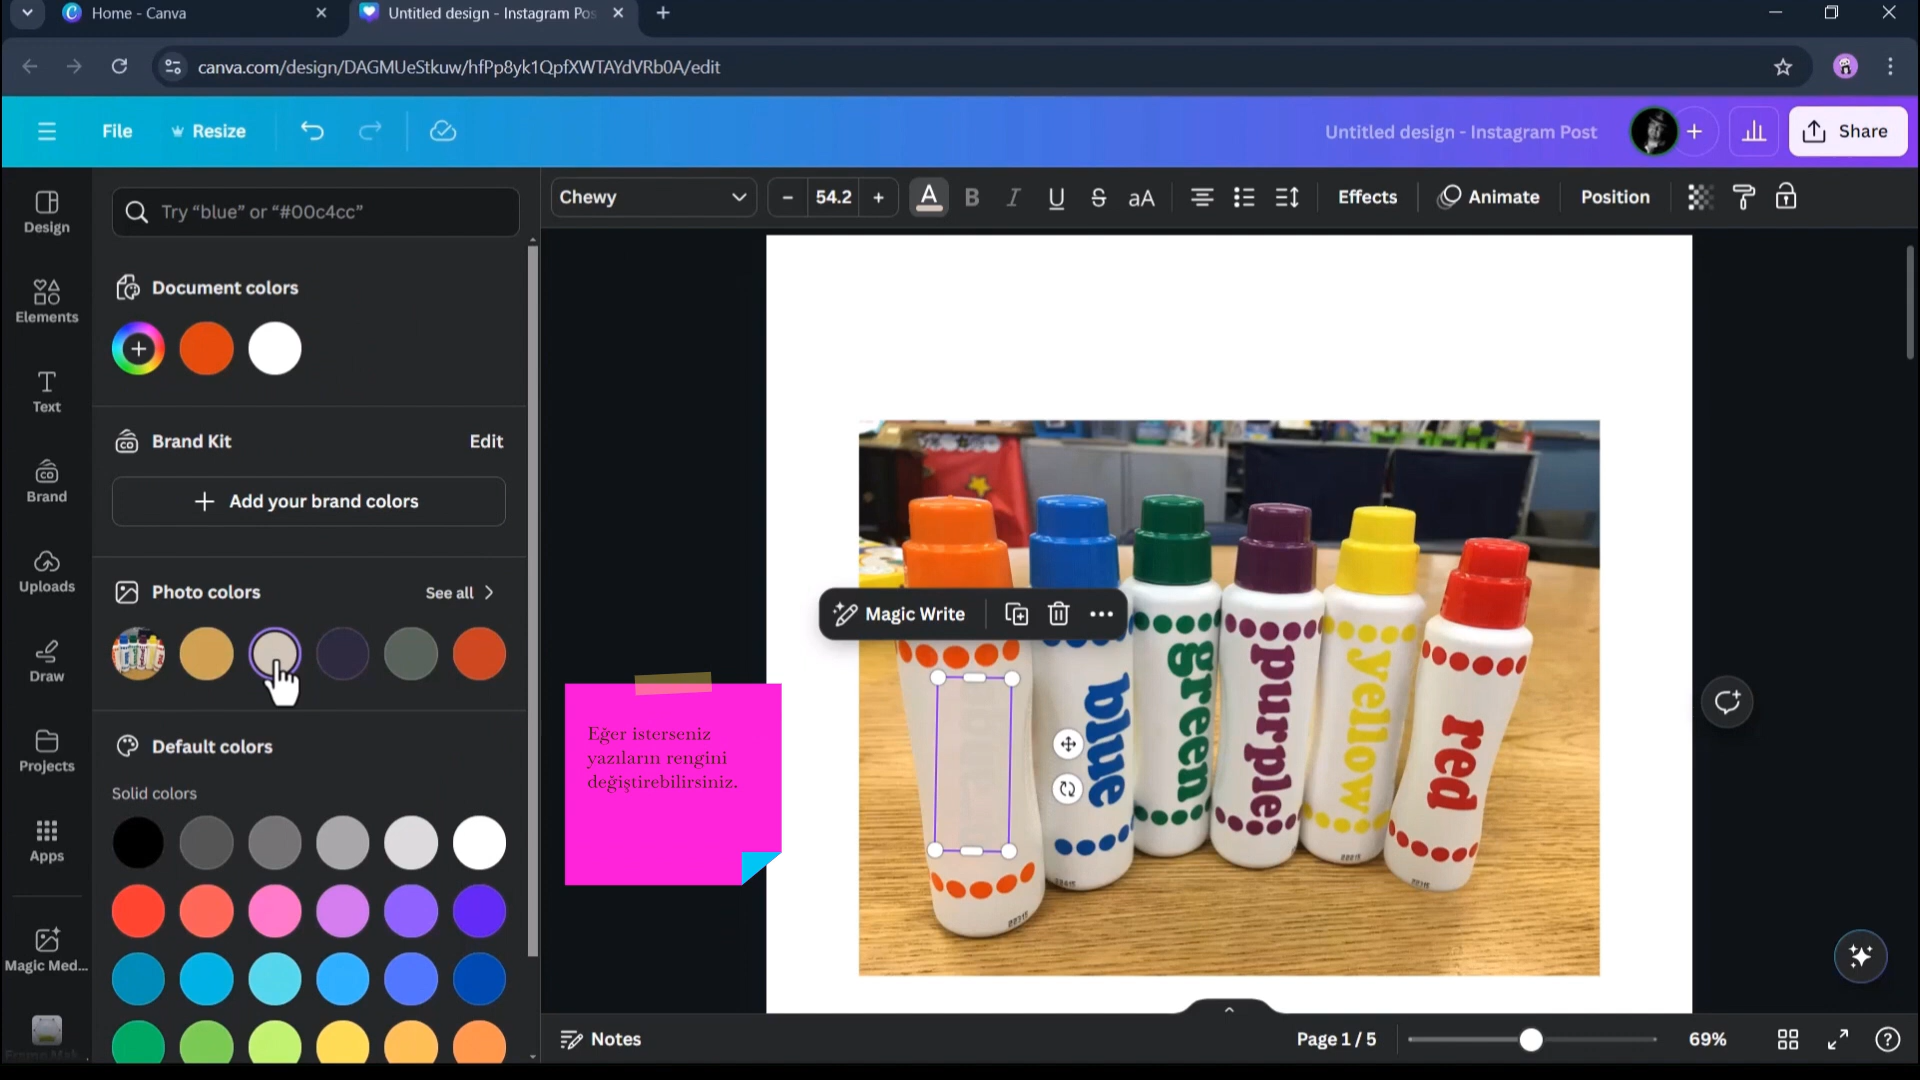 Home - Canva
Untitled design - Instagram Pos
canva.com/design/DAGMUeStkuw/hfPp8yk1QpfXWTAYdVRb0A/edit
File
Resize
Untitled design - Instagram Post
Share
Design
Elements
Text
Brand
Uploads
Draw
Projects
Apps
Magic Med...
Try “blue” or “#00c4cc”
Document colors
Brand Kit
Edit
Add your brand colors
Photo colors
See all
Default colors
Solid colors
Chewy
– 54.2 +
A B I U S aA
Effects
Animate
Position
Magic Write
Eğer isterseniz
yazıların rengini
değiştirebilirsiniz.
blue
green
purple
yellow
red
Notes
Page 1 / 5
69%